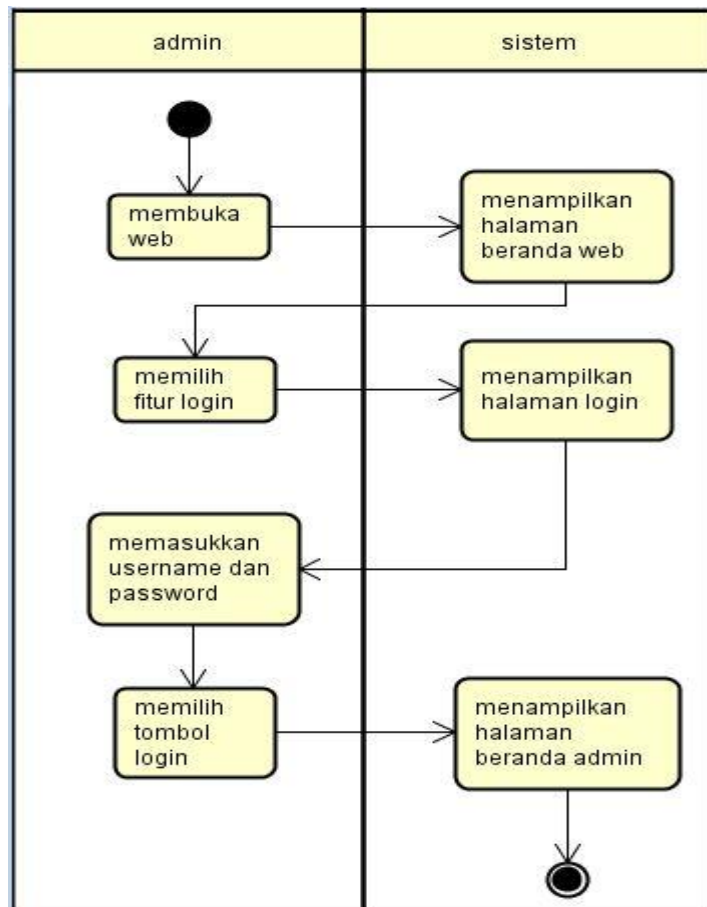 admin
sistem
membuka
web
menampilkan
halaman
beranda web
memilih
fitur login
menampilkan
halaman login
memasukkan
username dan
password
memilih
tombol
login
menampilkan
halaman
beranda admin